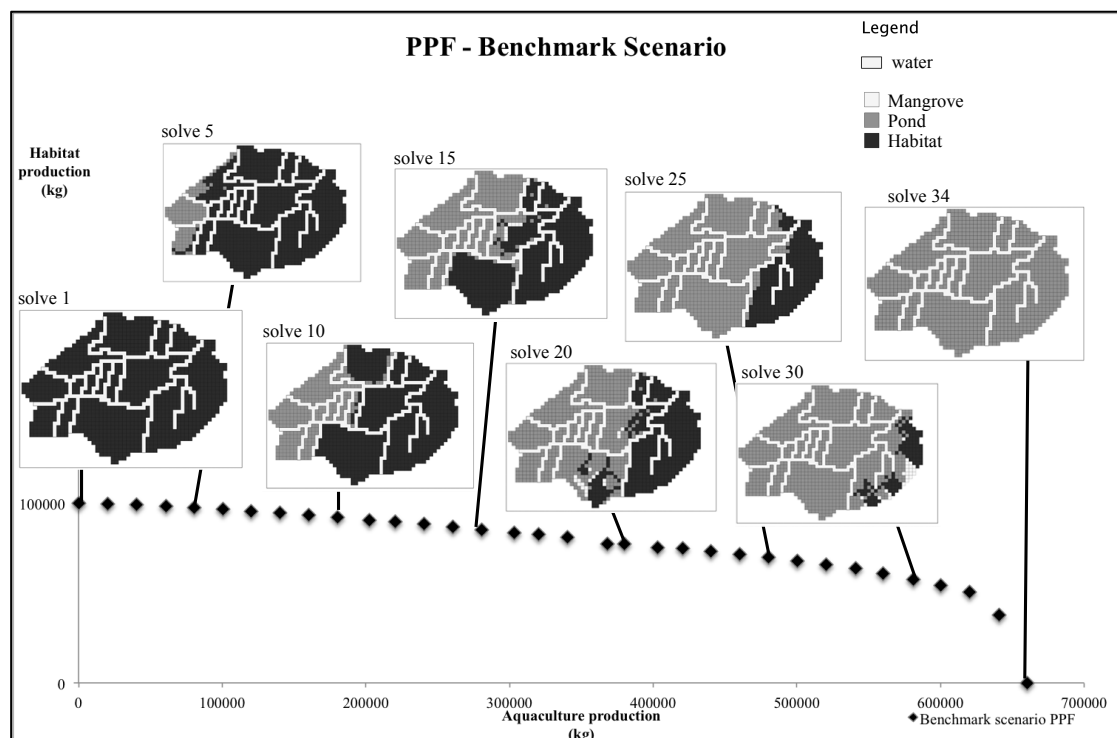 PPF - Benchmark Scenario
Legend
water
Mangrove
Pond
Habitat
Habitat
production
(kg)
solve 5
solve 15
solve 25
solve 34
solve 1
solve 10
solve 20
solve 30
100000
0
0
100000
200000
300000
400000
500000
600000
700000
Aquaculture production
(kg)
Benchmark scenario PPF